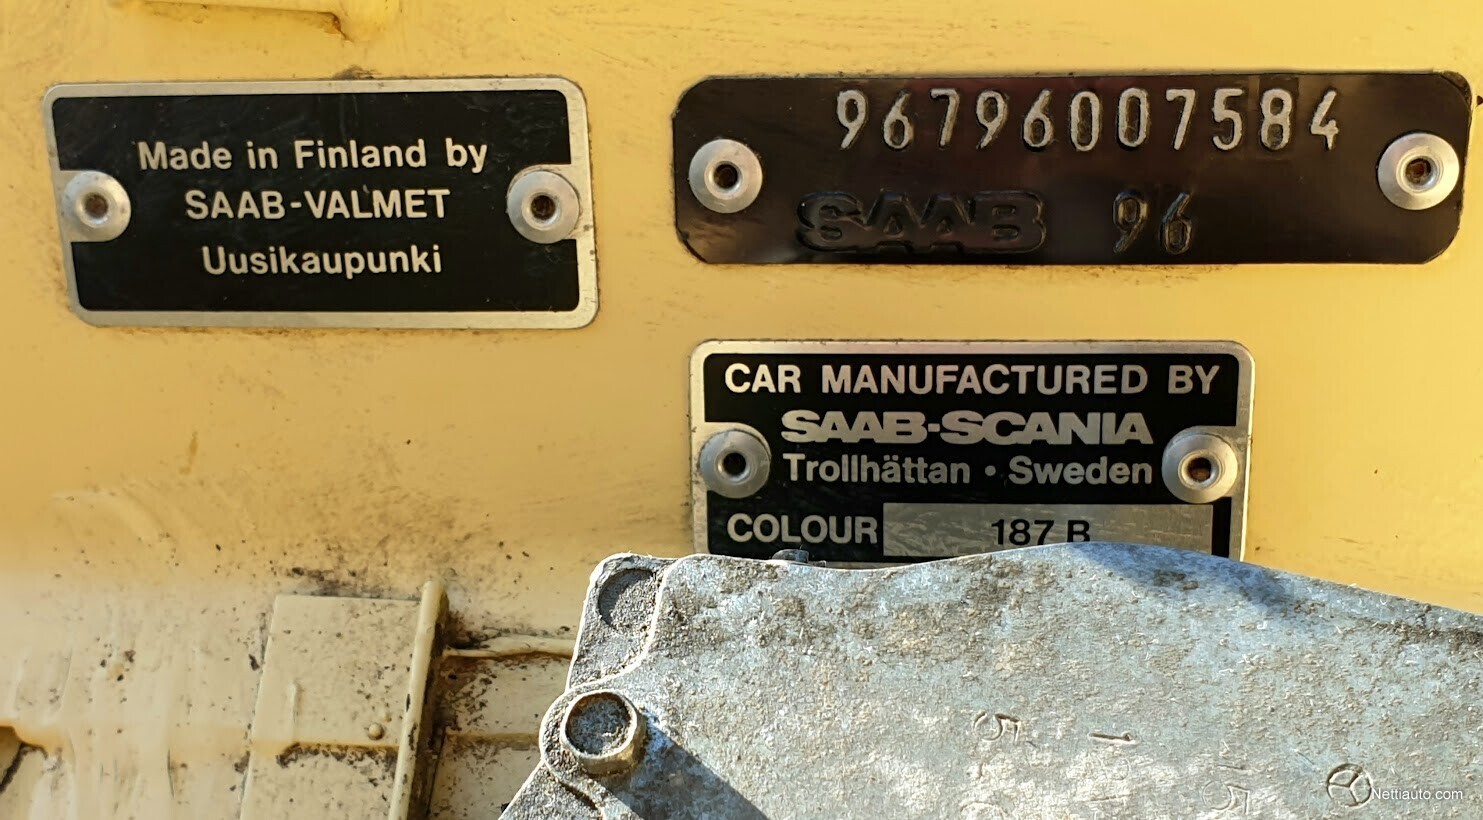 Made in Finland by
SAAB-VALMET
Uusikaupunki
96796007584
SAAB 96
CAR MANUFACTURED BY
SAAB-SCANIA
Trollhättan • Sweden
COLOUR 187 B
Nettiauto.com